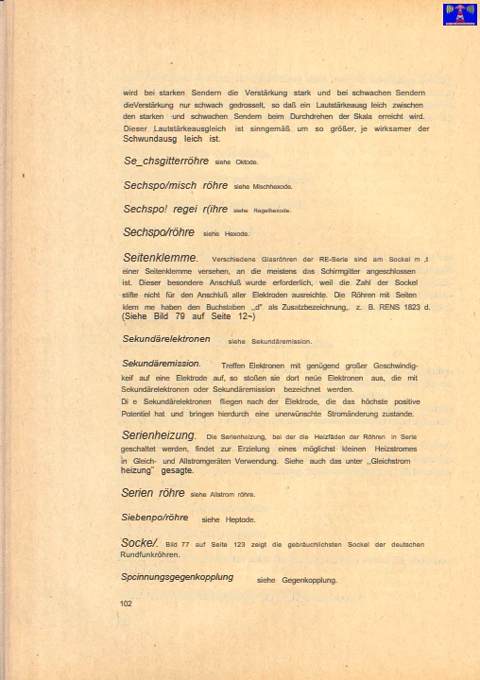 wird bei starken Sendern die Verstärkung stark und bei schwachen Sendern
dieVerstärkung nur schwach gedrosselt, so daß ein Lautstärkeausg leich zwischen
den starken und schwachen Sendern beim Durchdrehen der Skala erreicht wird.
Dieser Lautstärkeausgleich ist sinngemäß um so größer, je wirksamer der
Schwundausg leich ist.
Se_chsgitterröhre siehe Oktode.
Sechspo/misch röhre siehe Mischhexode.
Sechspo! regei r(ihre siehe Regelhexode.
Sechspo/röhre siehe Hexode.
Seitenklemme. Verschiedene Glasröhren der RE-Serie sind am Sockel m ,t
einer Seitenklemme versehen, an die meistens das Schirmgitter angeschlossen
ist. Dieser besondere Anschluß wurde erforderlich, weil die Zahl der Sockel
stifte nicht für den Anschluß aller Elektroden ausreichte. Die Röhren mit Seiten
klem me haben den Buchstaben ,,d" als Zusatzbezeichnung,. z. B. RENS 1823 d.
(Siehe Bild 79 auf Seite 12~)
Sekundärelektronen siehe Sekundäremission.
Sekundäremission. Treffen Elektronen mit genügend großer Geschwindig-
keif auf eine Elektrode auf, so stoßen sie dort neüe Elektronen aus, die mit
Sekundärelektronen oder Sekundäremission bezeichnet werden.
Di e Sekundärelektronen fliegen nach der Elektrode, die das höchste positive
Potential hat und bringen hierdurch eine unerwünschte Stromänderung zustande.
Serienheizung. Die Serienheizung, bei der die Heizfäden der Röhren in Serie
geschaltet werden, findet zur Erzielung eines möglichst kleinen Heizstromes
in Gleich- und Allstromgeräten Verwendung. Siehe auch das unter ,,Gleichstrom
heizung" gesagte.
Serien röhre siehe Allstrom röhre.
Siebenpo/röhre siehe Heptode.
Socke/. Bild 77 auf Seite 123 zeigt die gebräuchlichsten Sockel der deutschen
Rundfunkröhren.
Spcinnungsgegenkopplung siehe Gegenkopplung.
102